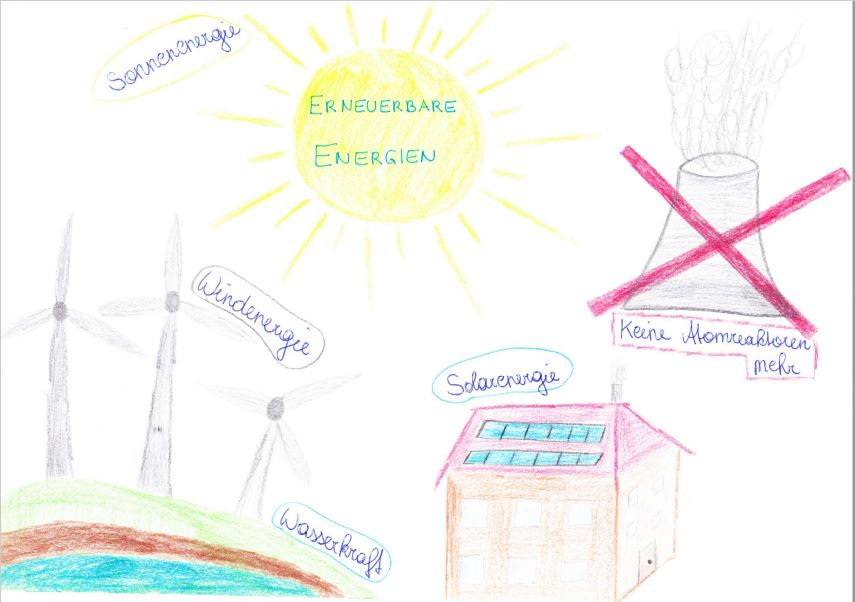 Sonnenenergie
ERNEUERBARE
ENERGIEN
Windenergie
Keine Atomreaktoren
mehr
Solarenergie
Wasserkraft